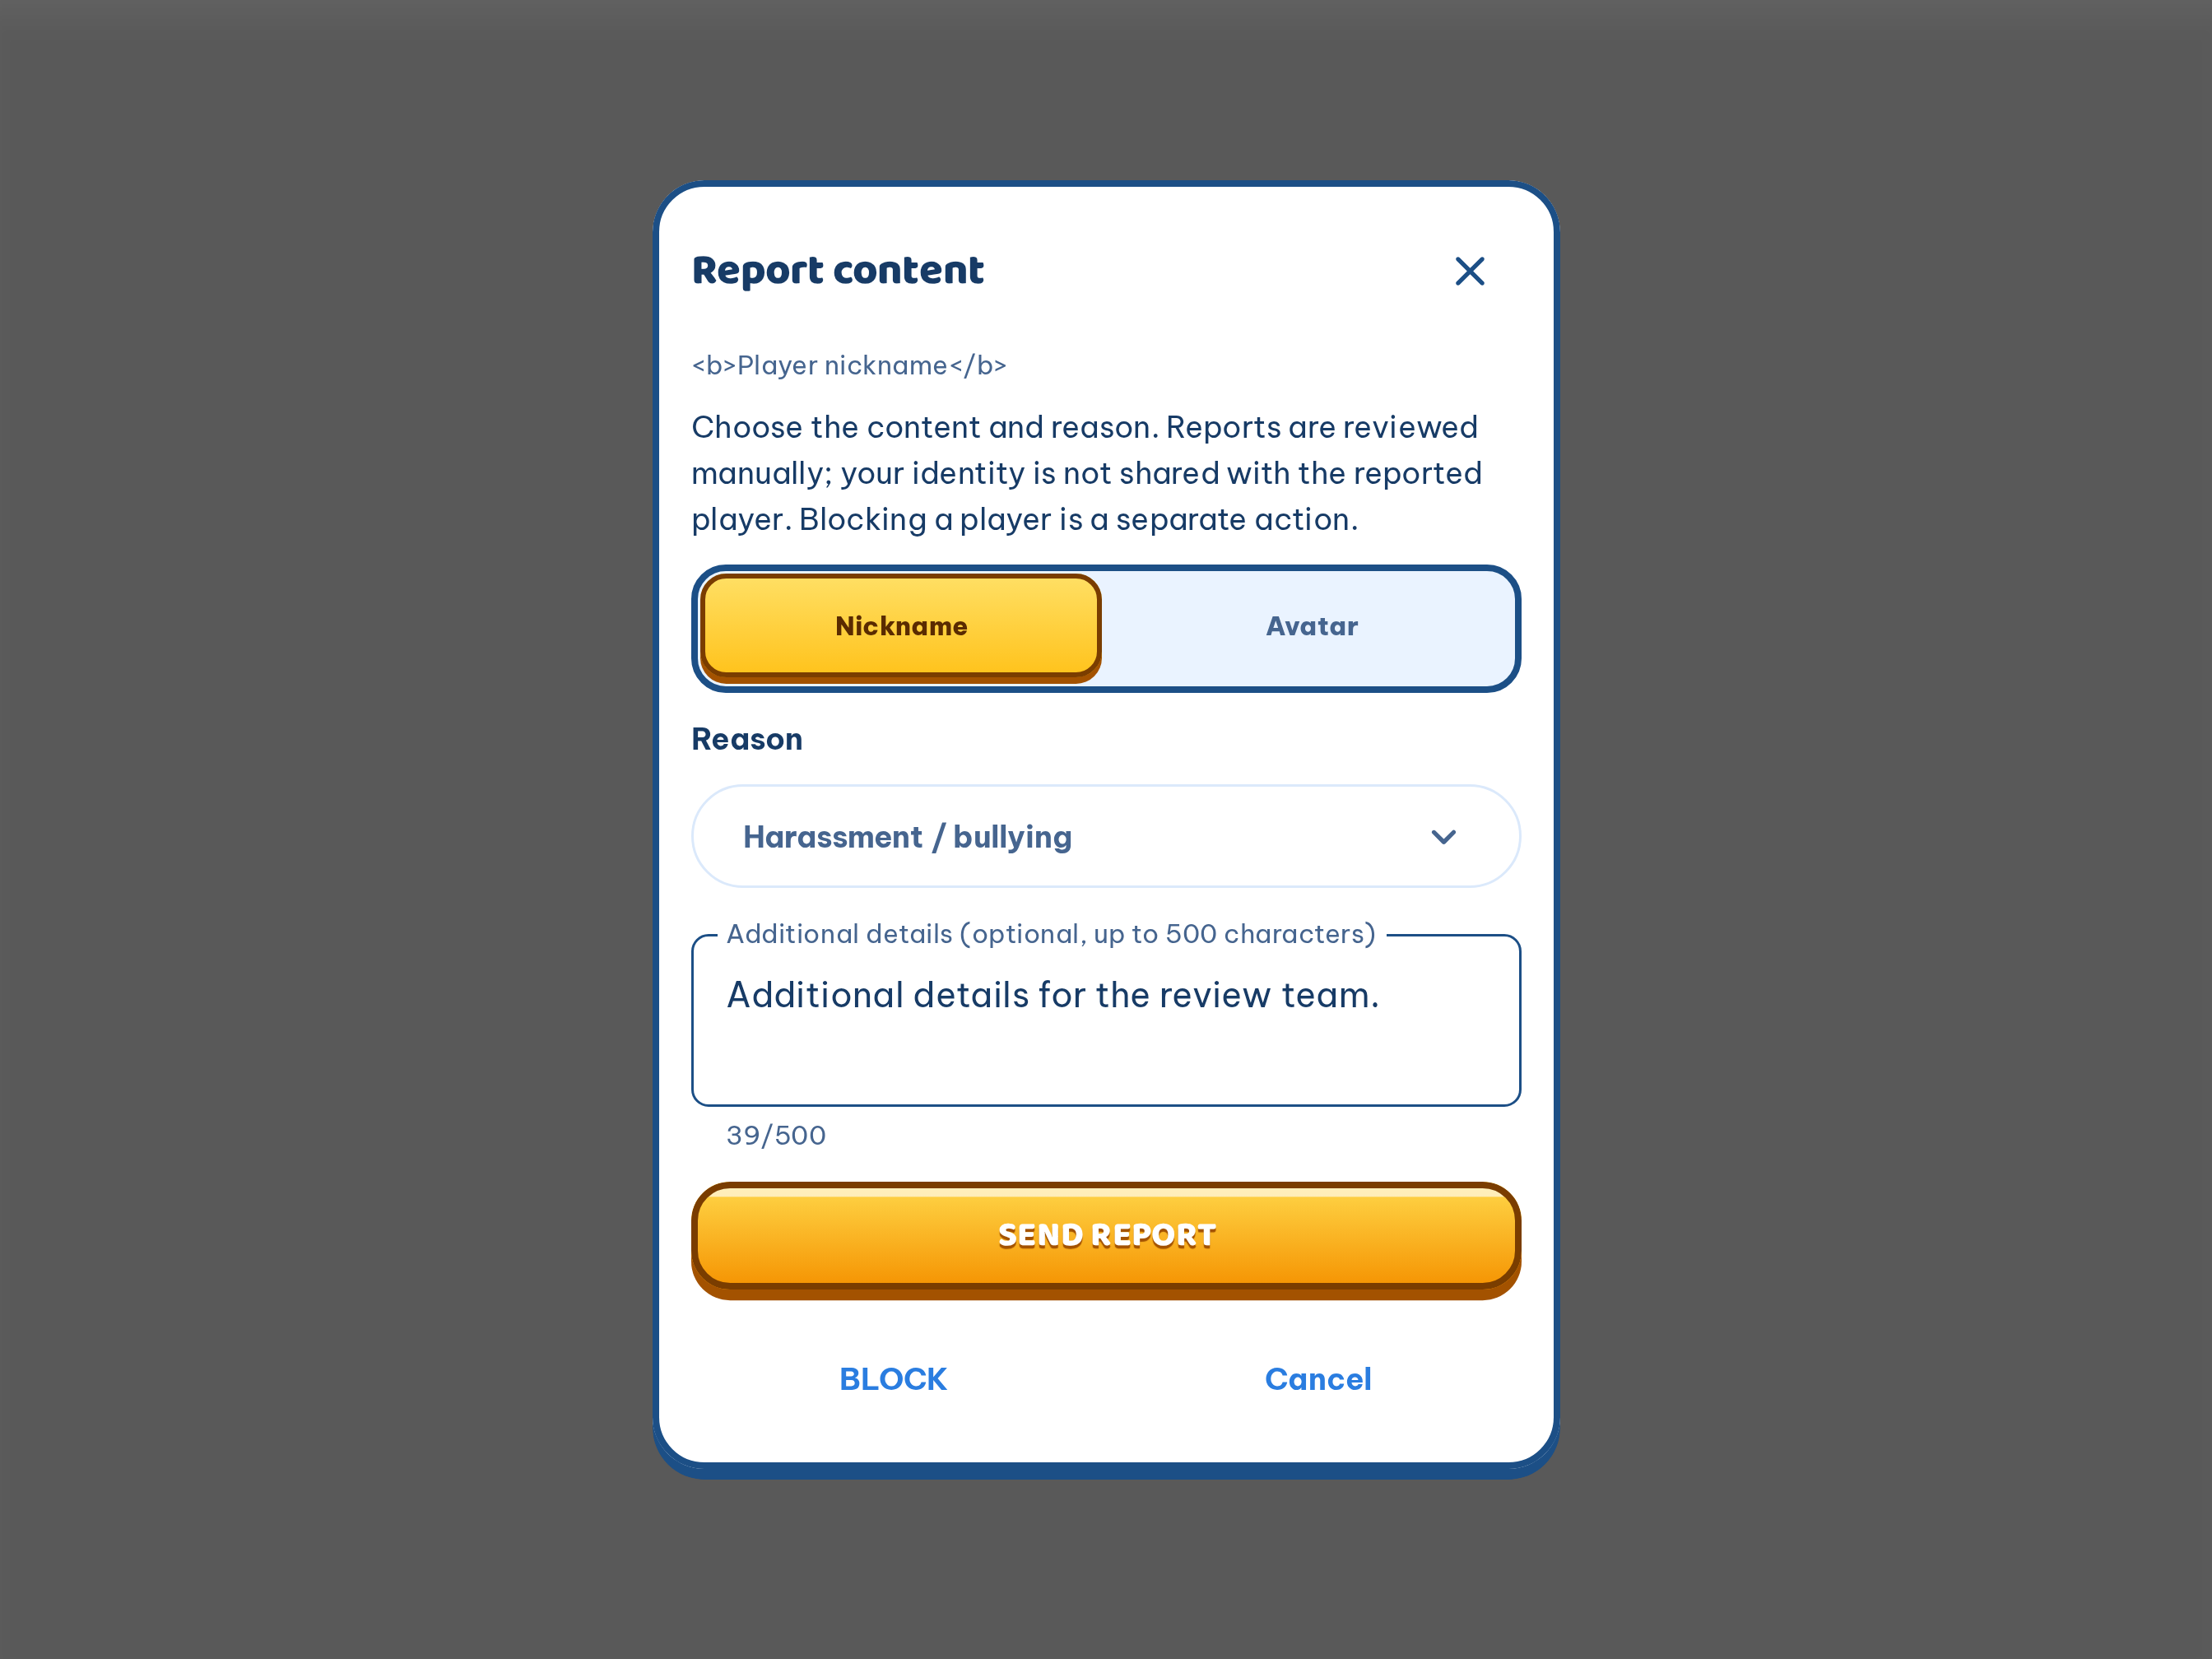 Report content
<b>Player nickname</b>
Choose the content and reason. Reports are reviewed
manually; your identity is not shared with the reported
player. Blocking a player is a separate action.
Nickname
Avatar
Reason
Harassment / bullying
Additional details (optional, up to 500 characters)
Additional details for the review team.
39/500
SEND REPORT
BLOCK
Cancel